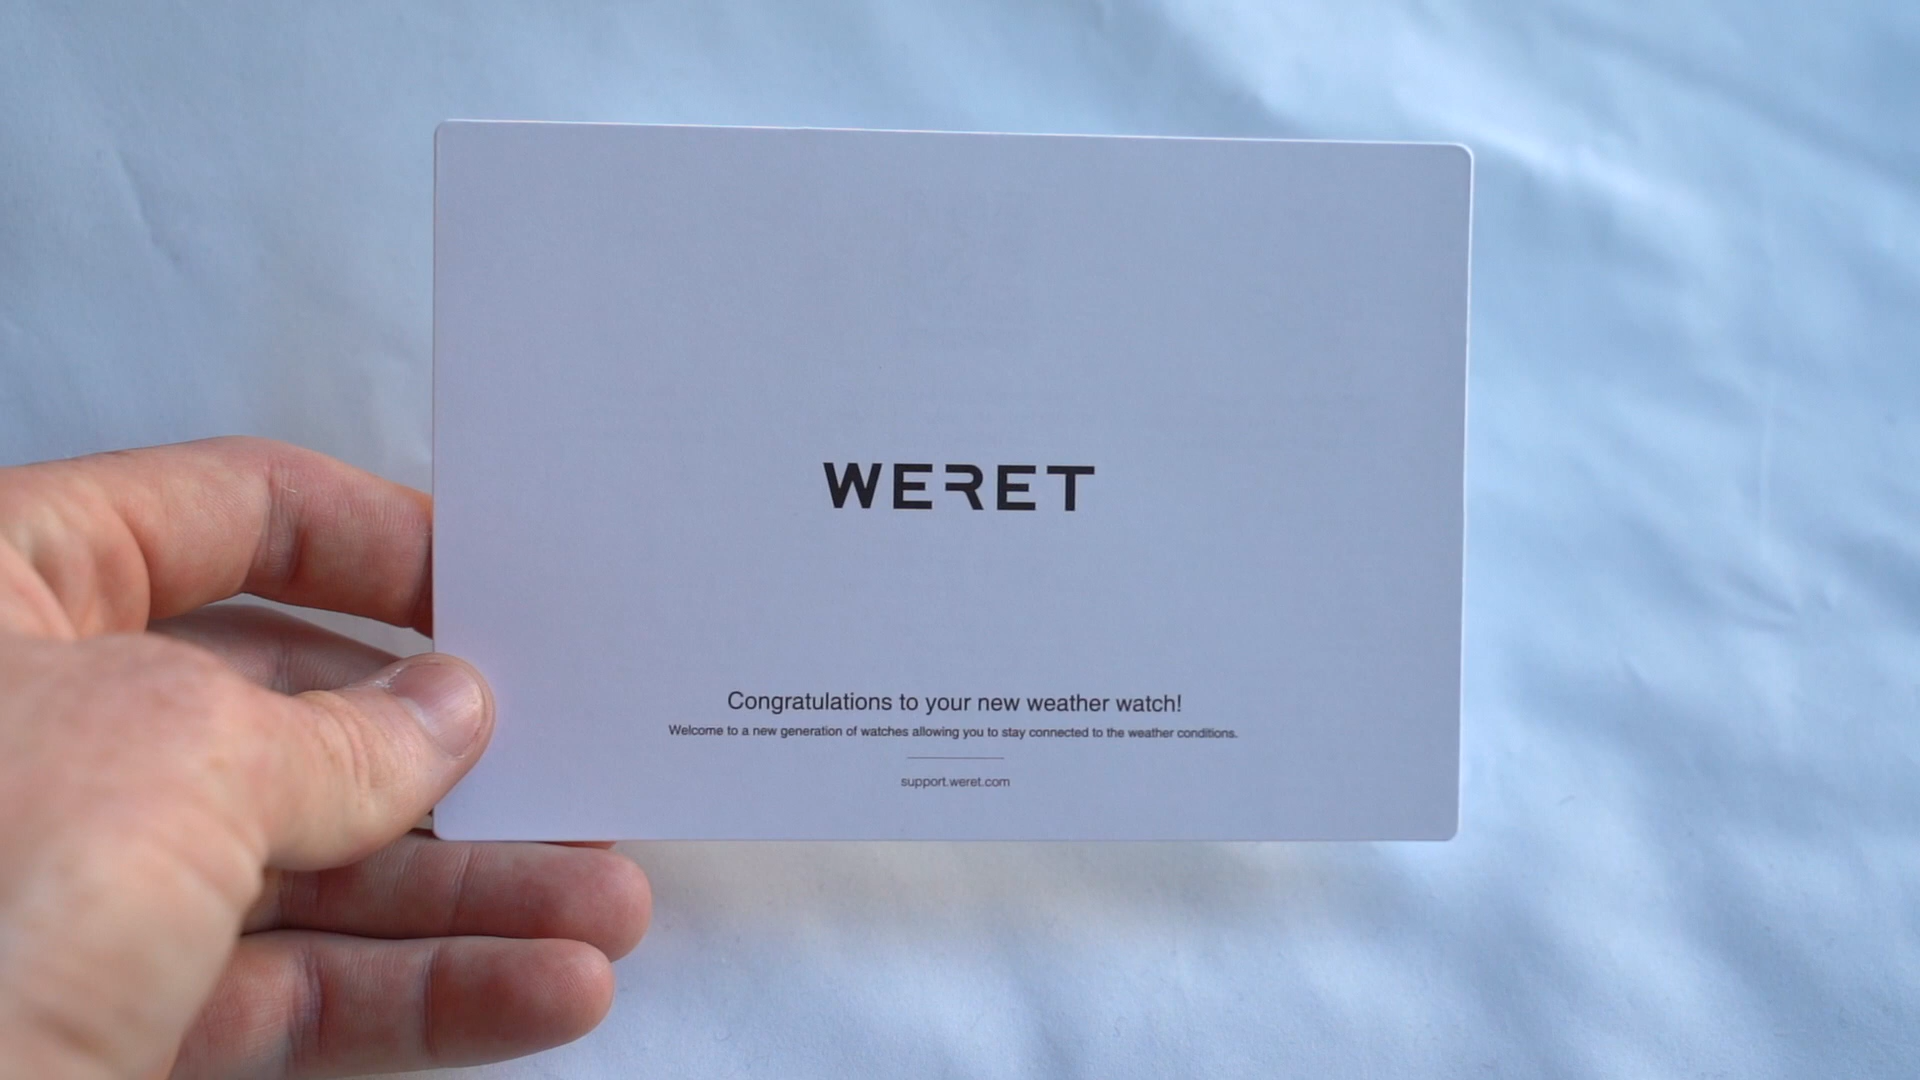 WERET
Congratulations to your new weather watch!
Welcome to a new generation of watches allowing you to stay connected to the weather conditions.
support.weret.com